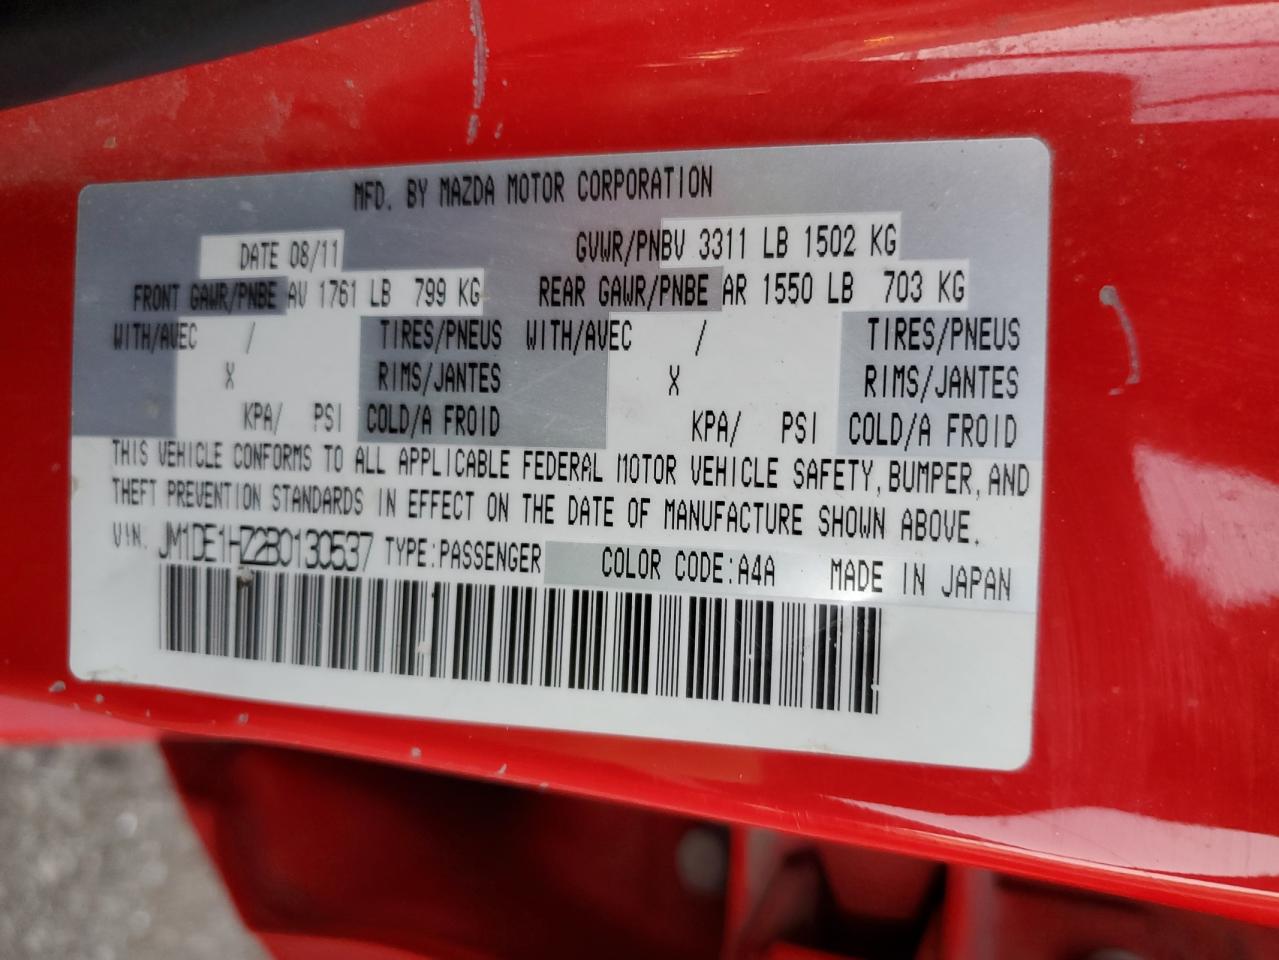 MFD. BY MAZDA MOTOR CORPORATION
DATE 08/11 GVWR/PNBV 3311 LB 1502 KG
FRONT GAWR/PNBE AV 1761 LB 799 KG REAR GAWR/PNBE AR 1550 LB 703 KG
WITH/AVEC / TIRES/PNEUS WITH/AVEC / TIRES/PNEUS
X RIMS/JANTES X RIMS/JANTES
KPA/ PSI COLD/A FROID KPA/ PSI COLD/A FROID
THIS VEHICLE CONFORMS TO ALL APPLICABLE FEDERAL MOTOR VEHICLE SAFETY, BUMPER, AND
THEFT PREVENTION STANDARDS IN EFFECT ON THE DATE OF MANUFACTURE SHOWN ABOVE.
VIN. JM1DE1HZ2B0130537 TYPE:PASSENGER COLOR CODE:A4A MADE IN JAPAN